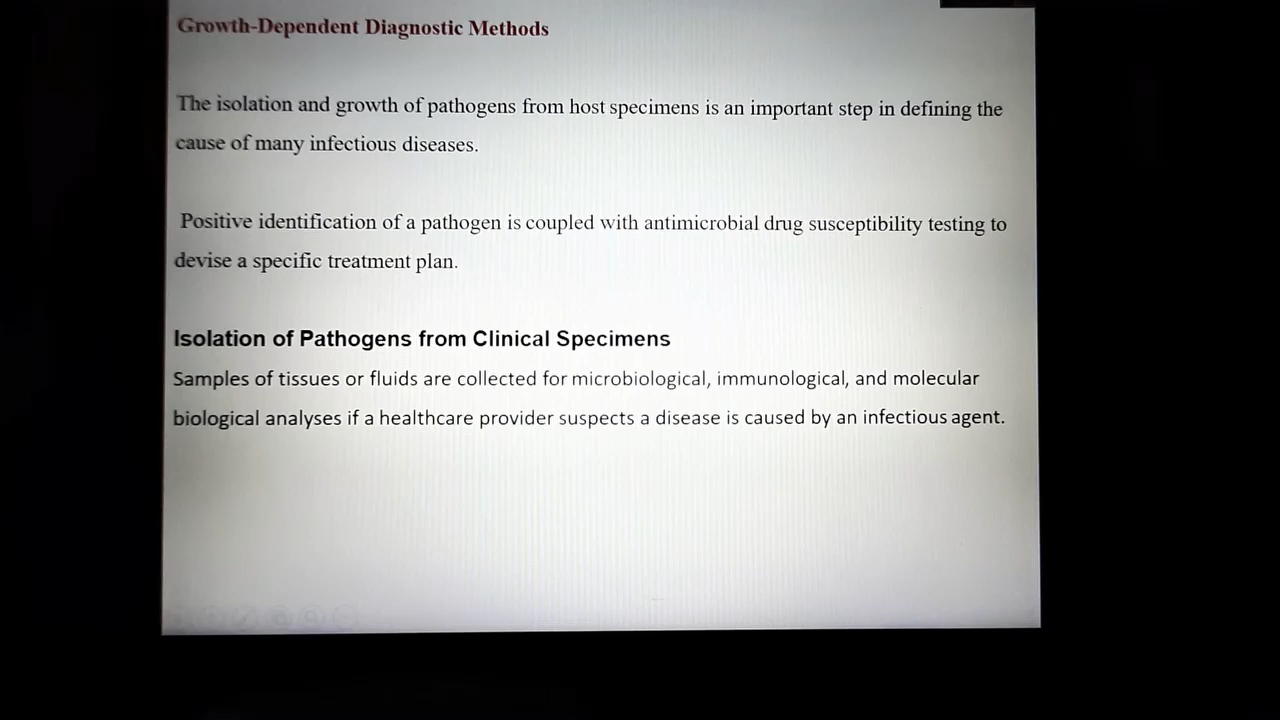 Growth-Dependent Diagnostic Methods
The isolation and growth of pathogens from host specimens is an important step in defining the
cause of many infectious diseases.
Positive identification of a pathogen is coupled with antimicrobial drug susceptibility testing to
devise a specific treatment plan.
Isolation of Pathogens from Clinical Specimens
Samples of tissues or fluids are collected for microbiological, immunological, and molecular
biological analyses if a healthcare provider suspects a disease is caused by an infectious agent.